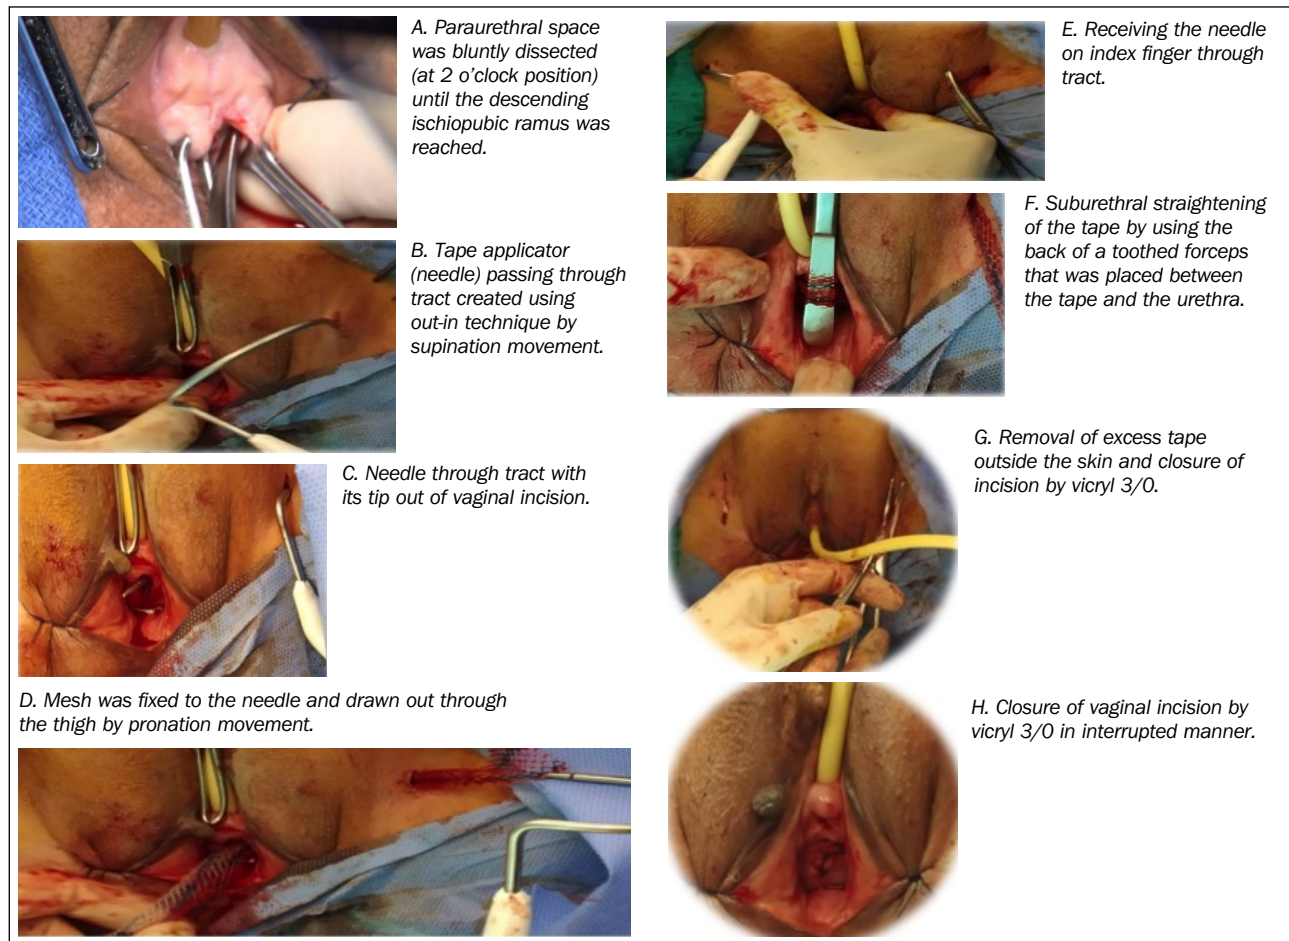 A. Paraurethral space
was bluntly dissected
(at 2 o'clock position)
until the descending
ischiopubic ramus was
reached.
B. Tape applicator
(needle) passing through
tract created using
out-in technique by
supination movement.
C. Needle through tract with
its tip out of vaginal incision.
D. Mesh was fixed to the needle and drawn out through
the thigh by pronation movement.
E. Receiving the needle
on index finger through
tract.
F. Suburethral straightening
of the tape by using the
back of a toothed forceps
that was placed between
the tape and the urethra.
G. Removal of excess tape
outside the skin and closure of
incision by vicryl 3/0.
H. Closure of vaginal incision by
vicryl 3/0 in interrupted manner.